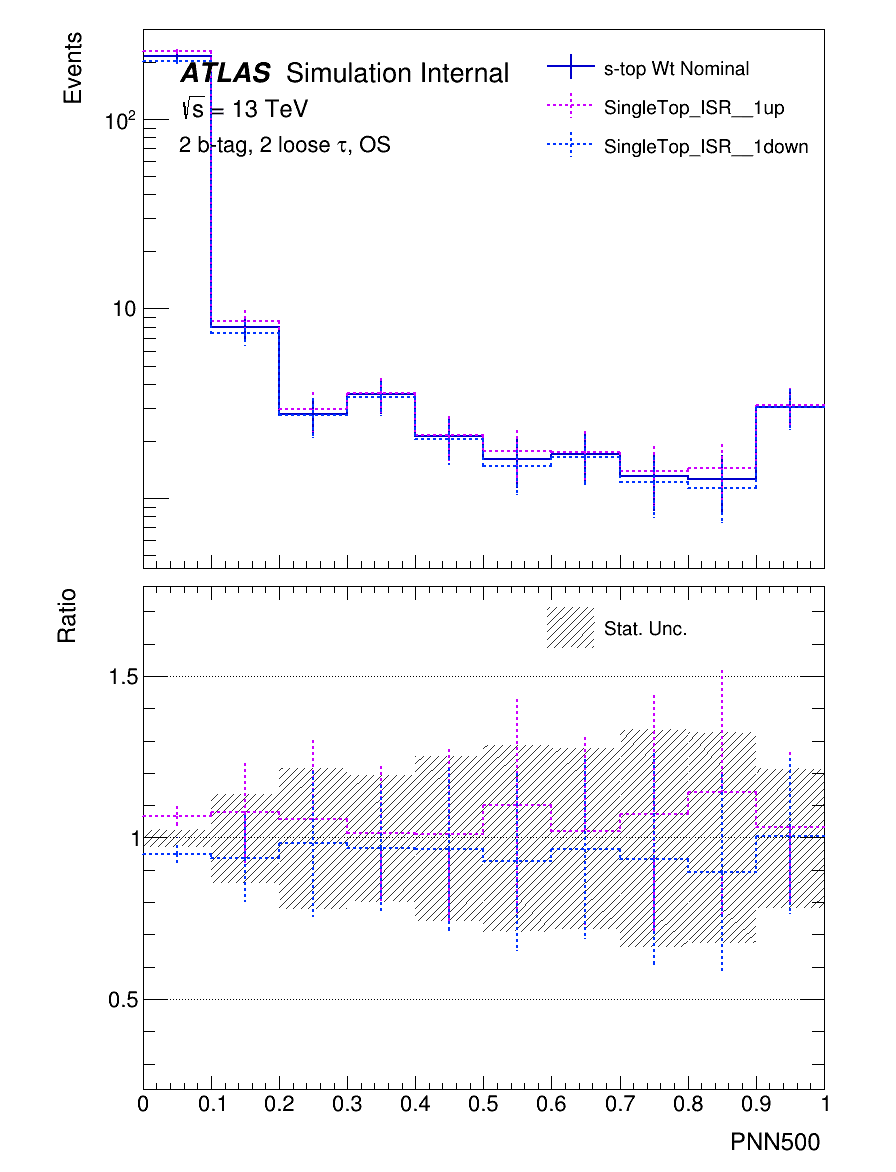 Events
ATLAS Simulation Internal
√s = 13 TeV
2 b-tag, 2 loose τ, OS
s-top Wt Nominal
SingleTop_ISR__1up
SingleTop_ISR__1down
10²
10
Ratio
Stat. Unc.
1.5
1
0.5
0 0.1 0.2 0.3 0.4 0.5 0.6 0.7 0.8 0.9 1
PNN500